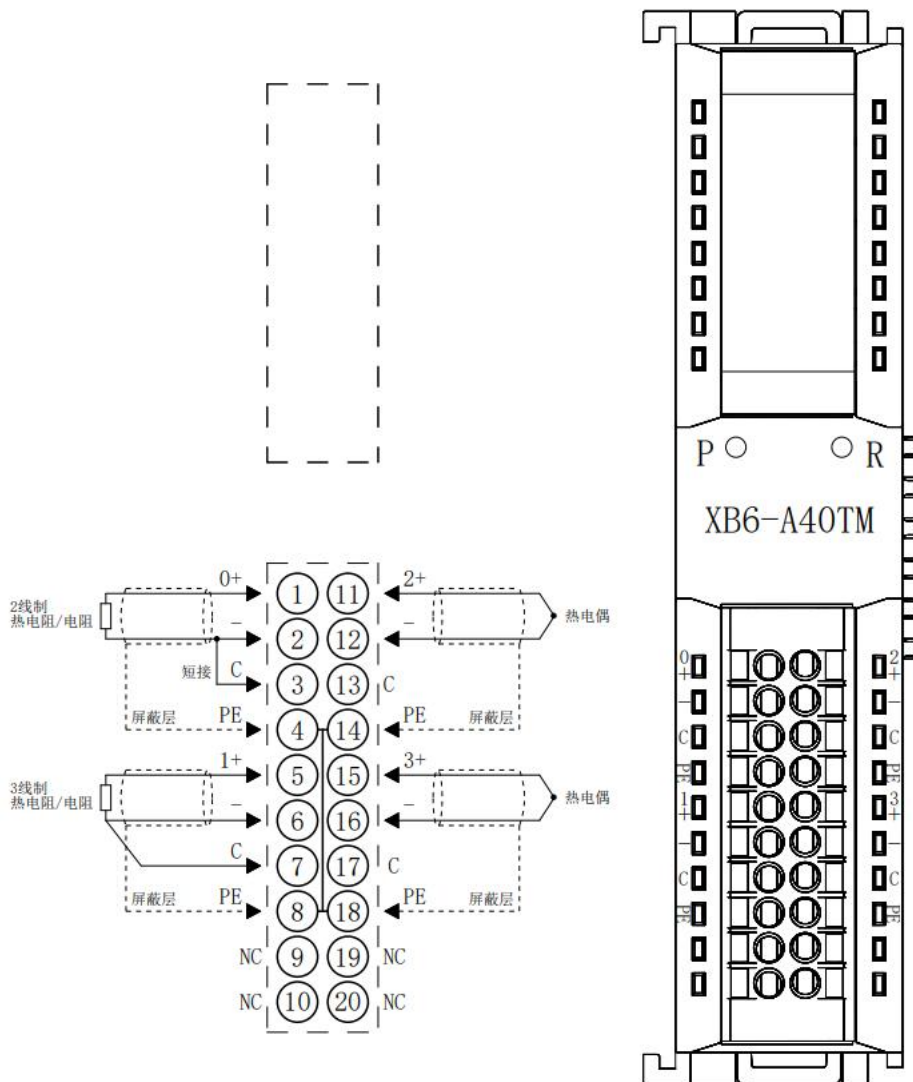 P R
XB6-A40TM
0+ 1 11 2+
2线制
热电阻/电阻
- 2 12 -
热电偶
短接 C 3 13 C
屏蔽层 PE 4 14 PE 屏蔽层
1+ 5 15 3+
3线制
热电阻/电阻
- 6 16 -
热电偶
C 7 17 C
屏蔽层 PE 8 18 PE 屏蔽层
NC 9 19 NC
NC 10 20 NC
0+ 2
- -
C C
PE PE
1+ 3+
- -
C C
PE PE